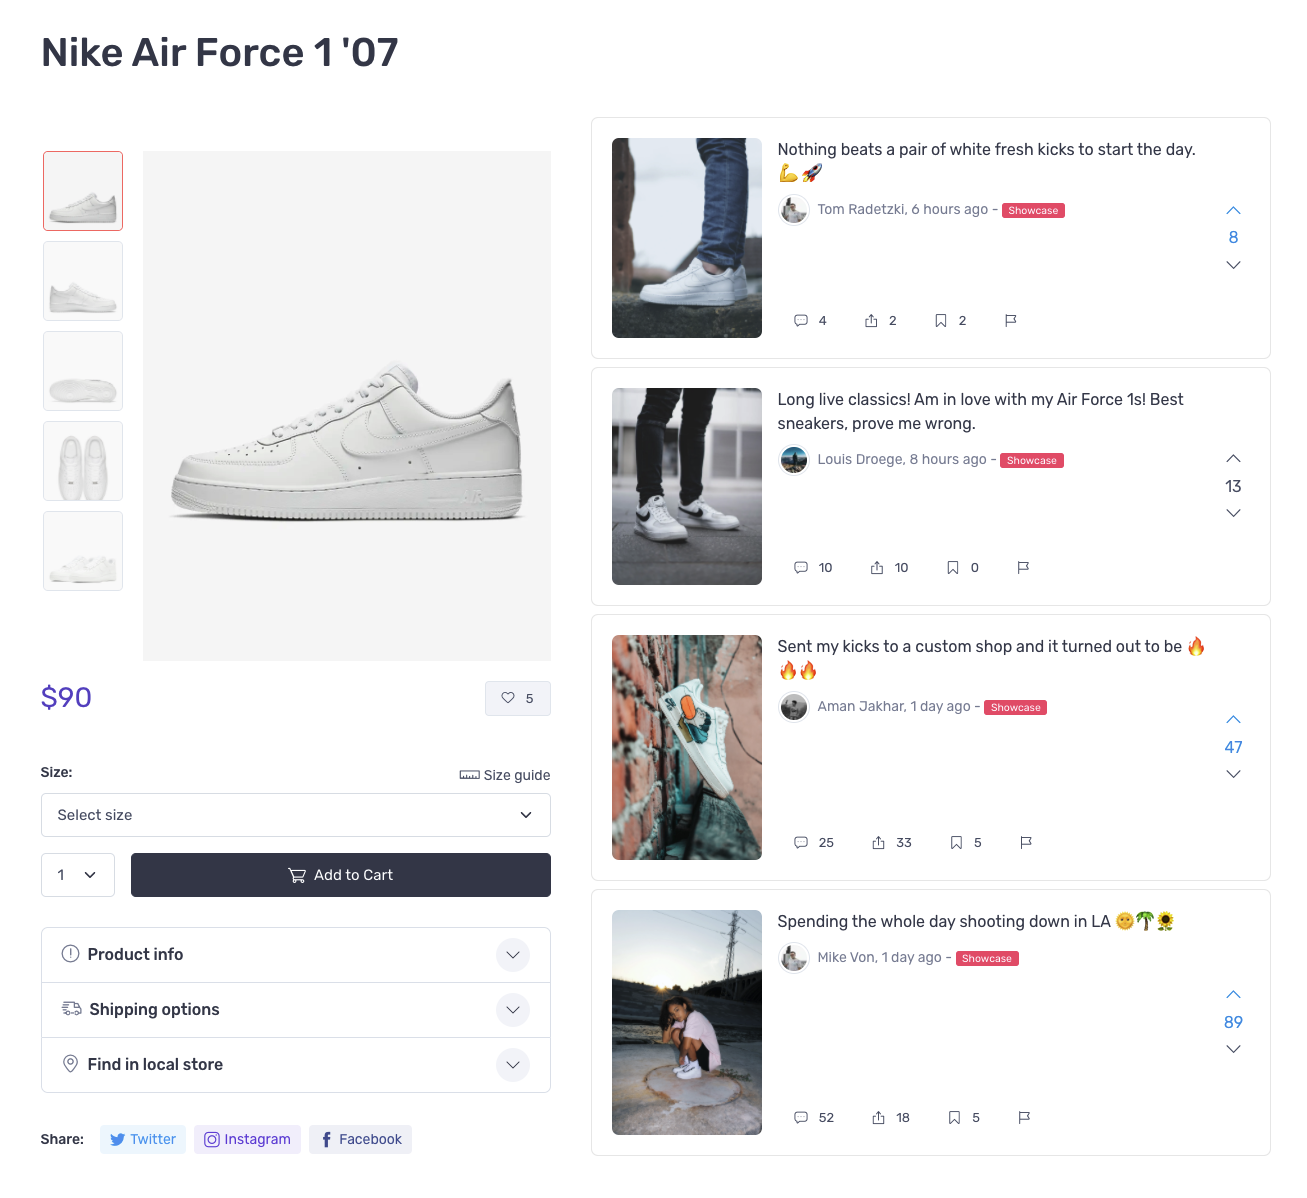 Nike Air Force 1 '07
$90
5
Size:
Size guide
Select size
1
Add to Cart
Product info
Shipping options
Find in local store
Share:
Twitter
Instagram
Facebook
Nothing beats a pair of white fresh kicks to start the day.
💪🚀
Tom Radetzki, 6 hours ago - Showcase
8
4
2
2
Long live classics! Am in love with my Air Force 1s! Best
sneakers, prove me wrong.
Louis Droege, 8 hours ago - Showcase
13
10
10
0
Sent my kicks to a custom shop and it turned out to be 🔥
🔥🔥
Aman Jakhar, 1 day ago - Showcase
47
25
33
5
Spending the whole day shooting down in LA 🌞🌴🌻
Mike Von, 1 day ago - Showcase
89
52
18
5